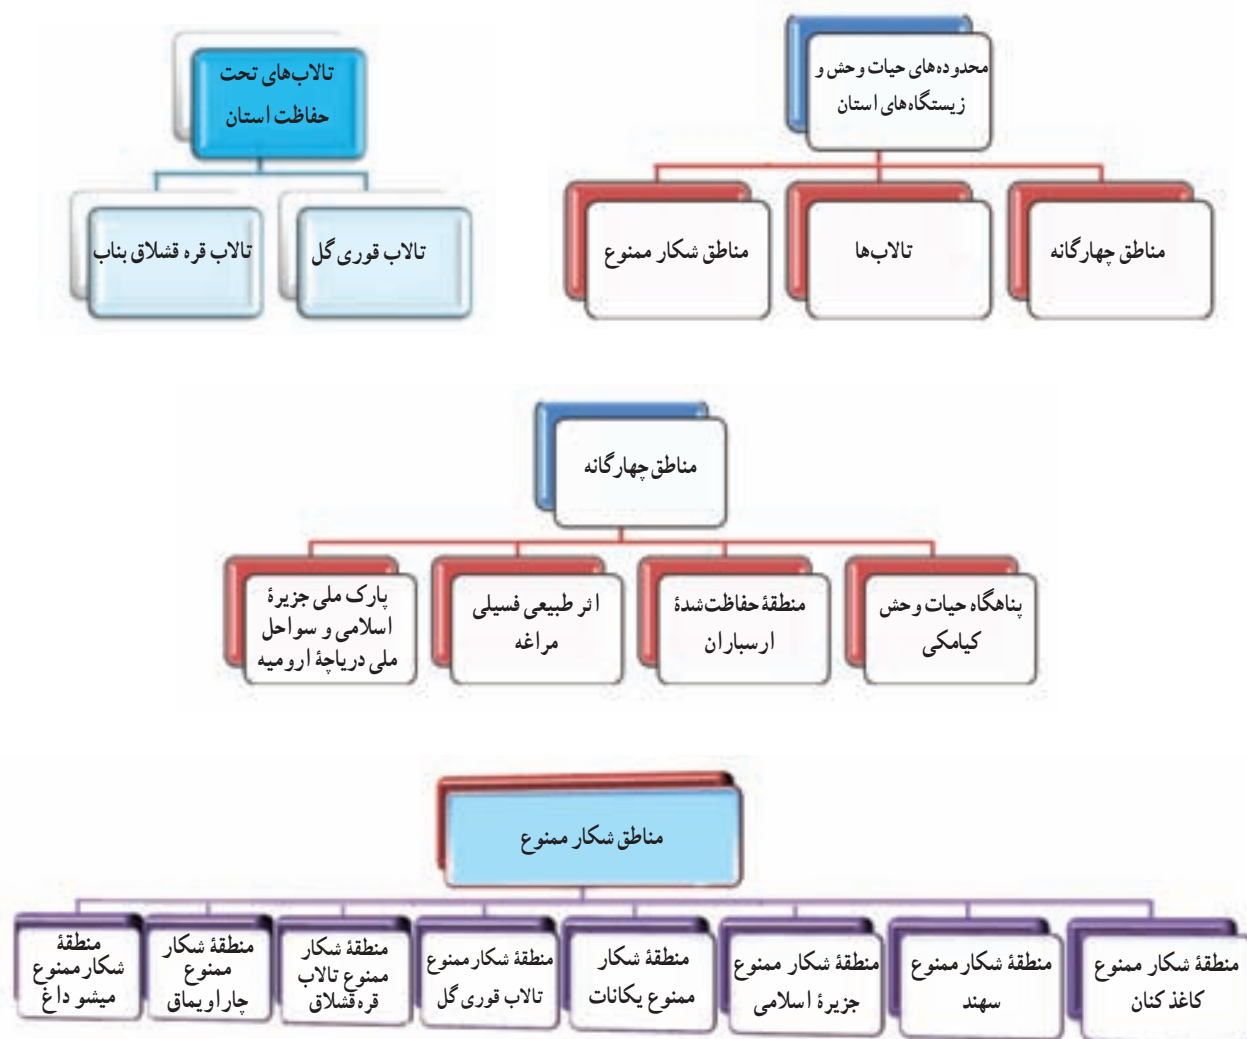 محدوده‌های حیات وحش و
زیستگاه‌های استان
مناطق چهارگانه
تالاب‌ها
مناطق شکار ممنوع
تالاب‌های تحت
حفاظت استان
تالاب قوری گل
تالاب قره قشلاق بناب
مناطق چهارگانه
پناهگاه حیات وحش
کیامکی
منطقهٔ حفاظت‌شدهٔ
ارسباران
اثر طبیعی فسیلی
مراغه
پارک ملی جزیرهٔ
اسلامی و سواحل
ملی دریاچهٔ ارومیه
مناطق شکار ممنوع
منطقهٔ شکار ممنوع
کاغذ کنان
منطقهٔ شکار ممنوع
سهند
منطقهٔ شکار ممنوع
جزیرهٔ اسلامی
منطقهٔ شکار
ممنوع یکانات
منطقهٔ شکار ممنوع
تالاب قوری گل
منطقهٔ شکار
ممنوع تالاب
قره‌قشلاق
منطقهٔ شکار
ممنوع
چاراویماق
منطقهٔ
شکار ممنوع
میشو داغ